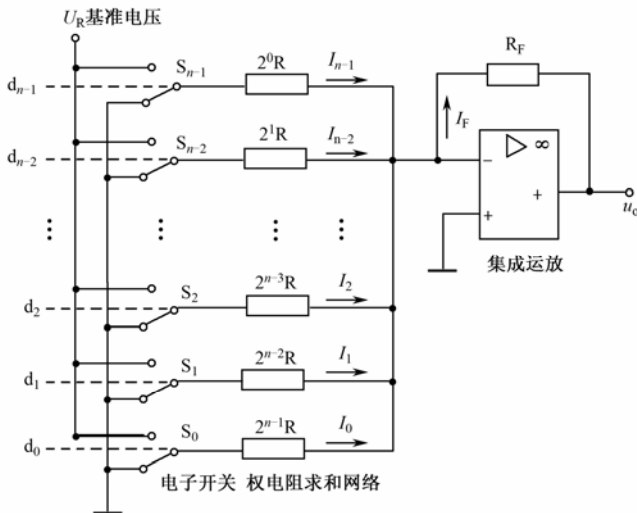 U_R基准电压
R_F
d_{n-1}
S_{n-1}
2^0R
I_{n-1}
I_F
d_{n-2}
S_{n-2}
2^1R
I_{n-2}
▷ ∞
−
+
+
u_o
集成运放
d_2
S_2
2^{n-3}R
I_2
d_1
S_1
2^{n-2}R
I_1
d_0
S_0
2^{n-1}R
I_0
电子开关 权电阻求和网络